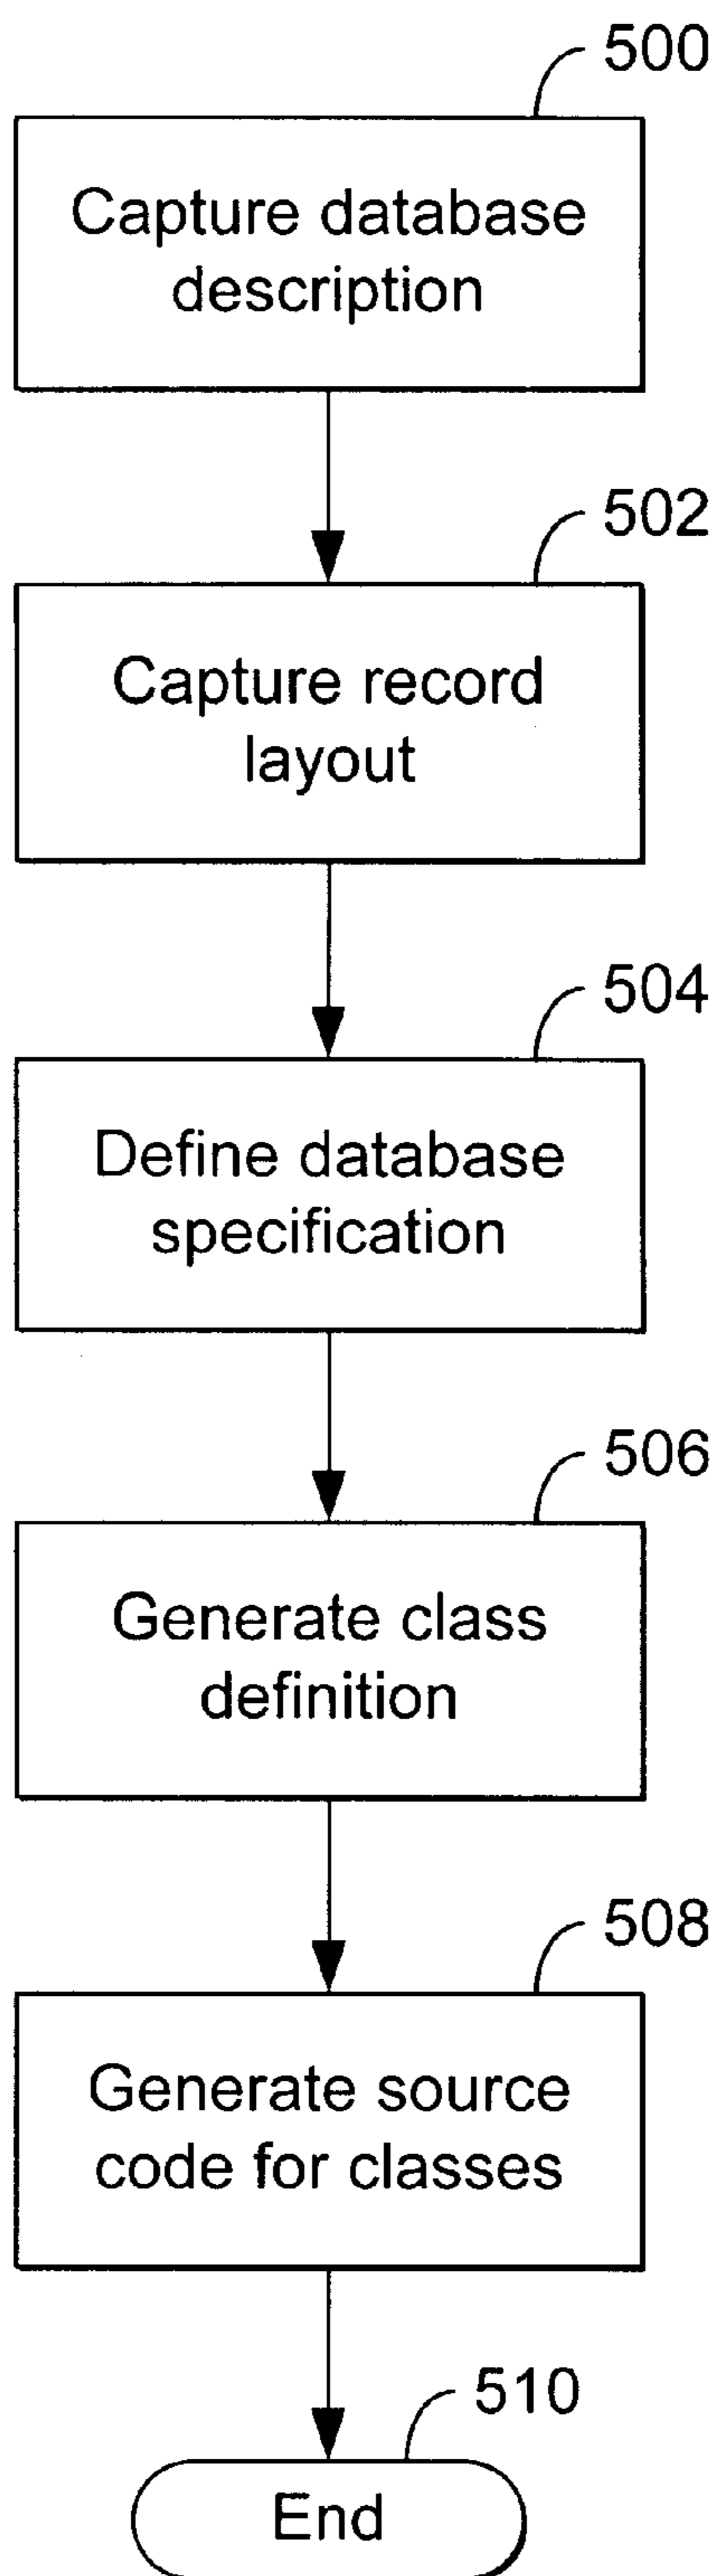 500
Capture database
description
502
Capture record
layout
504
Define database
specification
506
Generate class
definition
508
Generate source
code for classes
510
End